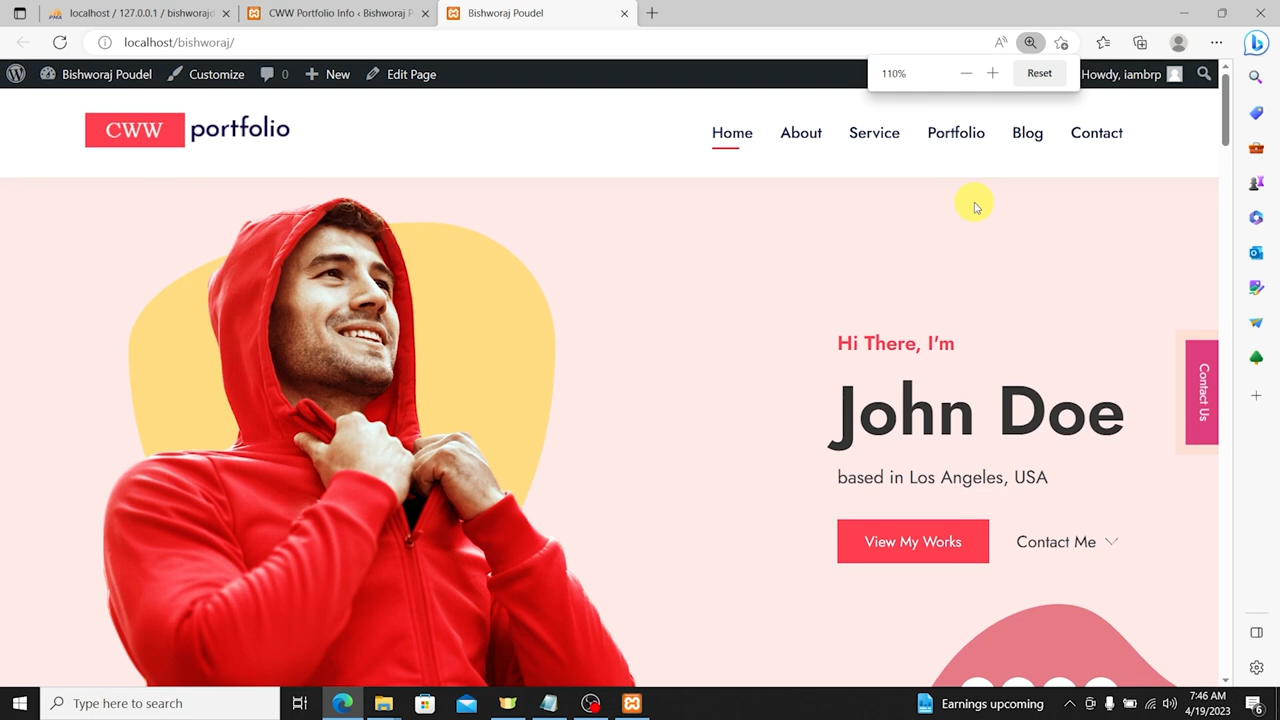 localhost / 127.0.0.1 / bishworajd
CWW Portfolio Info ‹ Bishworaj P
Bishworaj Poudel
localhost/bishworaj/
Bishworaj Poudel
Customize
0
New
Edit Page
110%
Reset
Howdy, iambrp
CWW portfolio
Home
About
Service
Portfolio
Blog
Contact
Hi There, I'm
John Doe
based in Los Angeles, USA
View My Works
Contact Me
Contact Us
Type here to search
Earnings upcoming
7:46 AM
4/19/2023
6